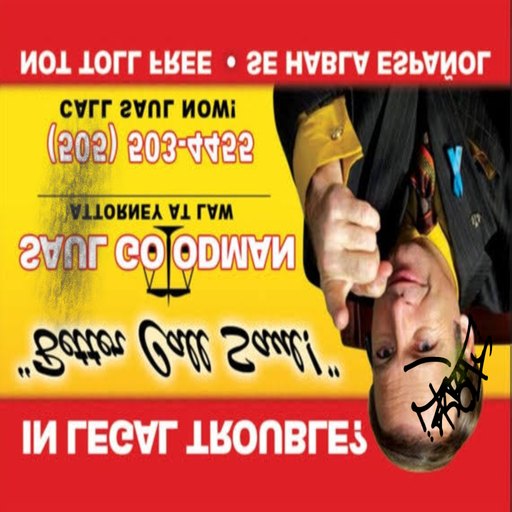 IN LEGAL TROUBLE?
"Better Call Saul!"
SAUL GOODMAN
ATTORNEY AT LAW
(505) 503-4455
CALL SAUL NOW!
NOT TOLL FREE • SE HABLA ESPAÑOL